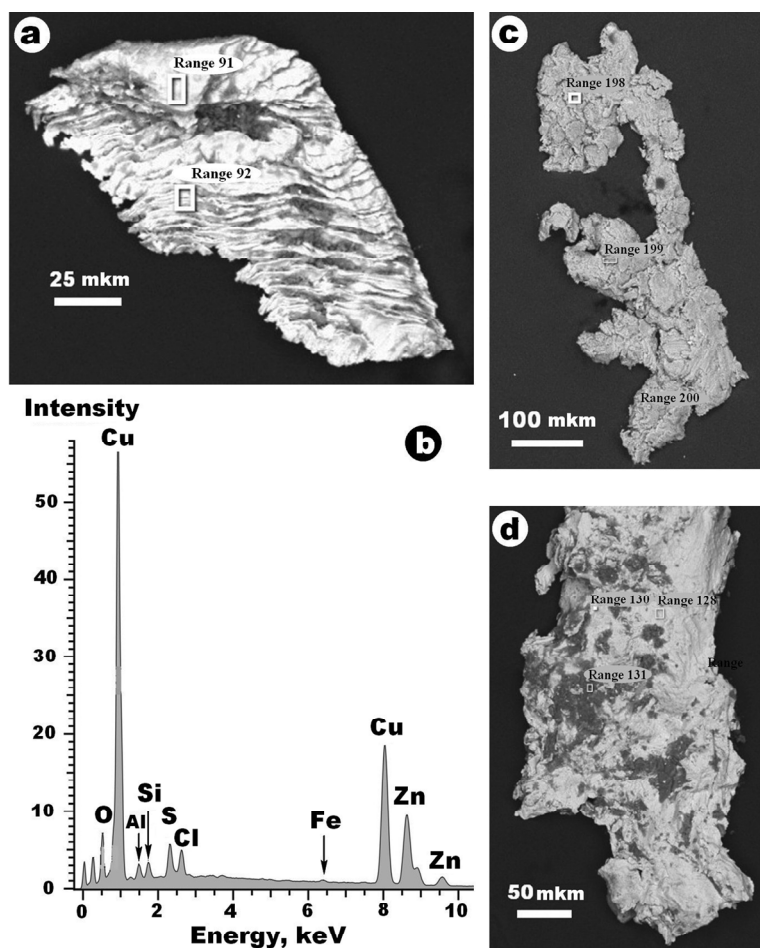 a
Range 91
Range 92
25 mkm
c
Range 198
Range 199
Range 200
100 mkm
Intensity
b
Cu
50
40
30
20
10
0
O
Al
Si
S
Cl
Fe
Cu
Zn
Zn
0 2 4 6 8 10
Energy, keV
d
Range 130 Range 128
Range
Range 131
50 mkm